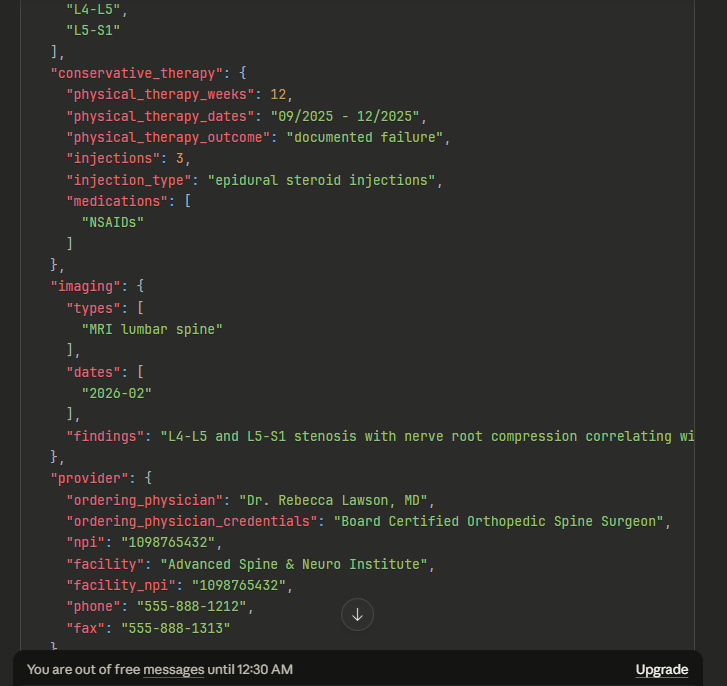 "L4-L5",
"L5-S1"
],
"conservative_therapy": {
"physical_therapy_weeks": 12,
"physical_therapy_dates": "09/2025 - 12/2025",
"physical_therapy_outcome": "documented failure",
"injections": 3,
"injection_type": "epidural steroid injections",
"medications": [
"NSAIDs"
]
},
"imaging": {
"types": [
"MRI lumbar spine"
],
"dates": [
"2026-02"
],
"findings": "L4-L5 and L5-S1 stenosis with nerve root compression correlating wi
},
"provider": {
"ordering_physician": "Dr. Rebecca Lawson, MD",
"ordering_physician_credentials": "Board Certified Orthopedic Spine Surgeon",
"npi": "1098765432",
"facility": "Advanced Spine & Neuro Institute",
"facility_npi": "1098765432",
"phone": "555-888-1212",
"fax": "555-888-1313"
}
You are out of free messages until 12:30 AM
Upgrade